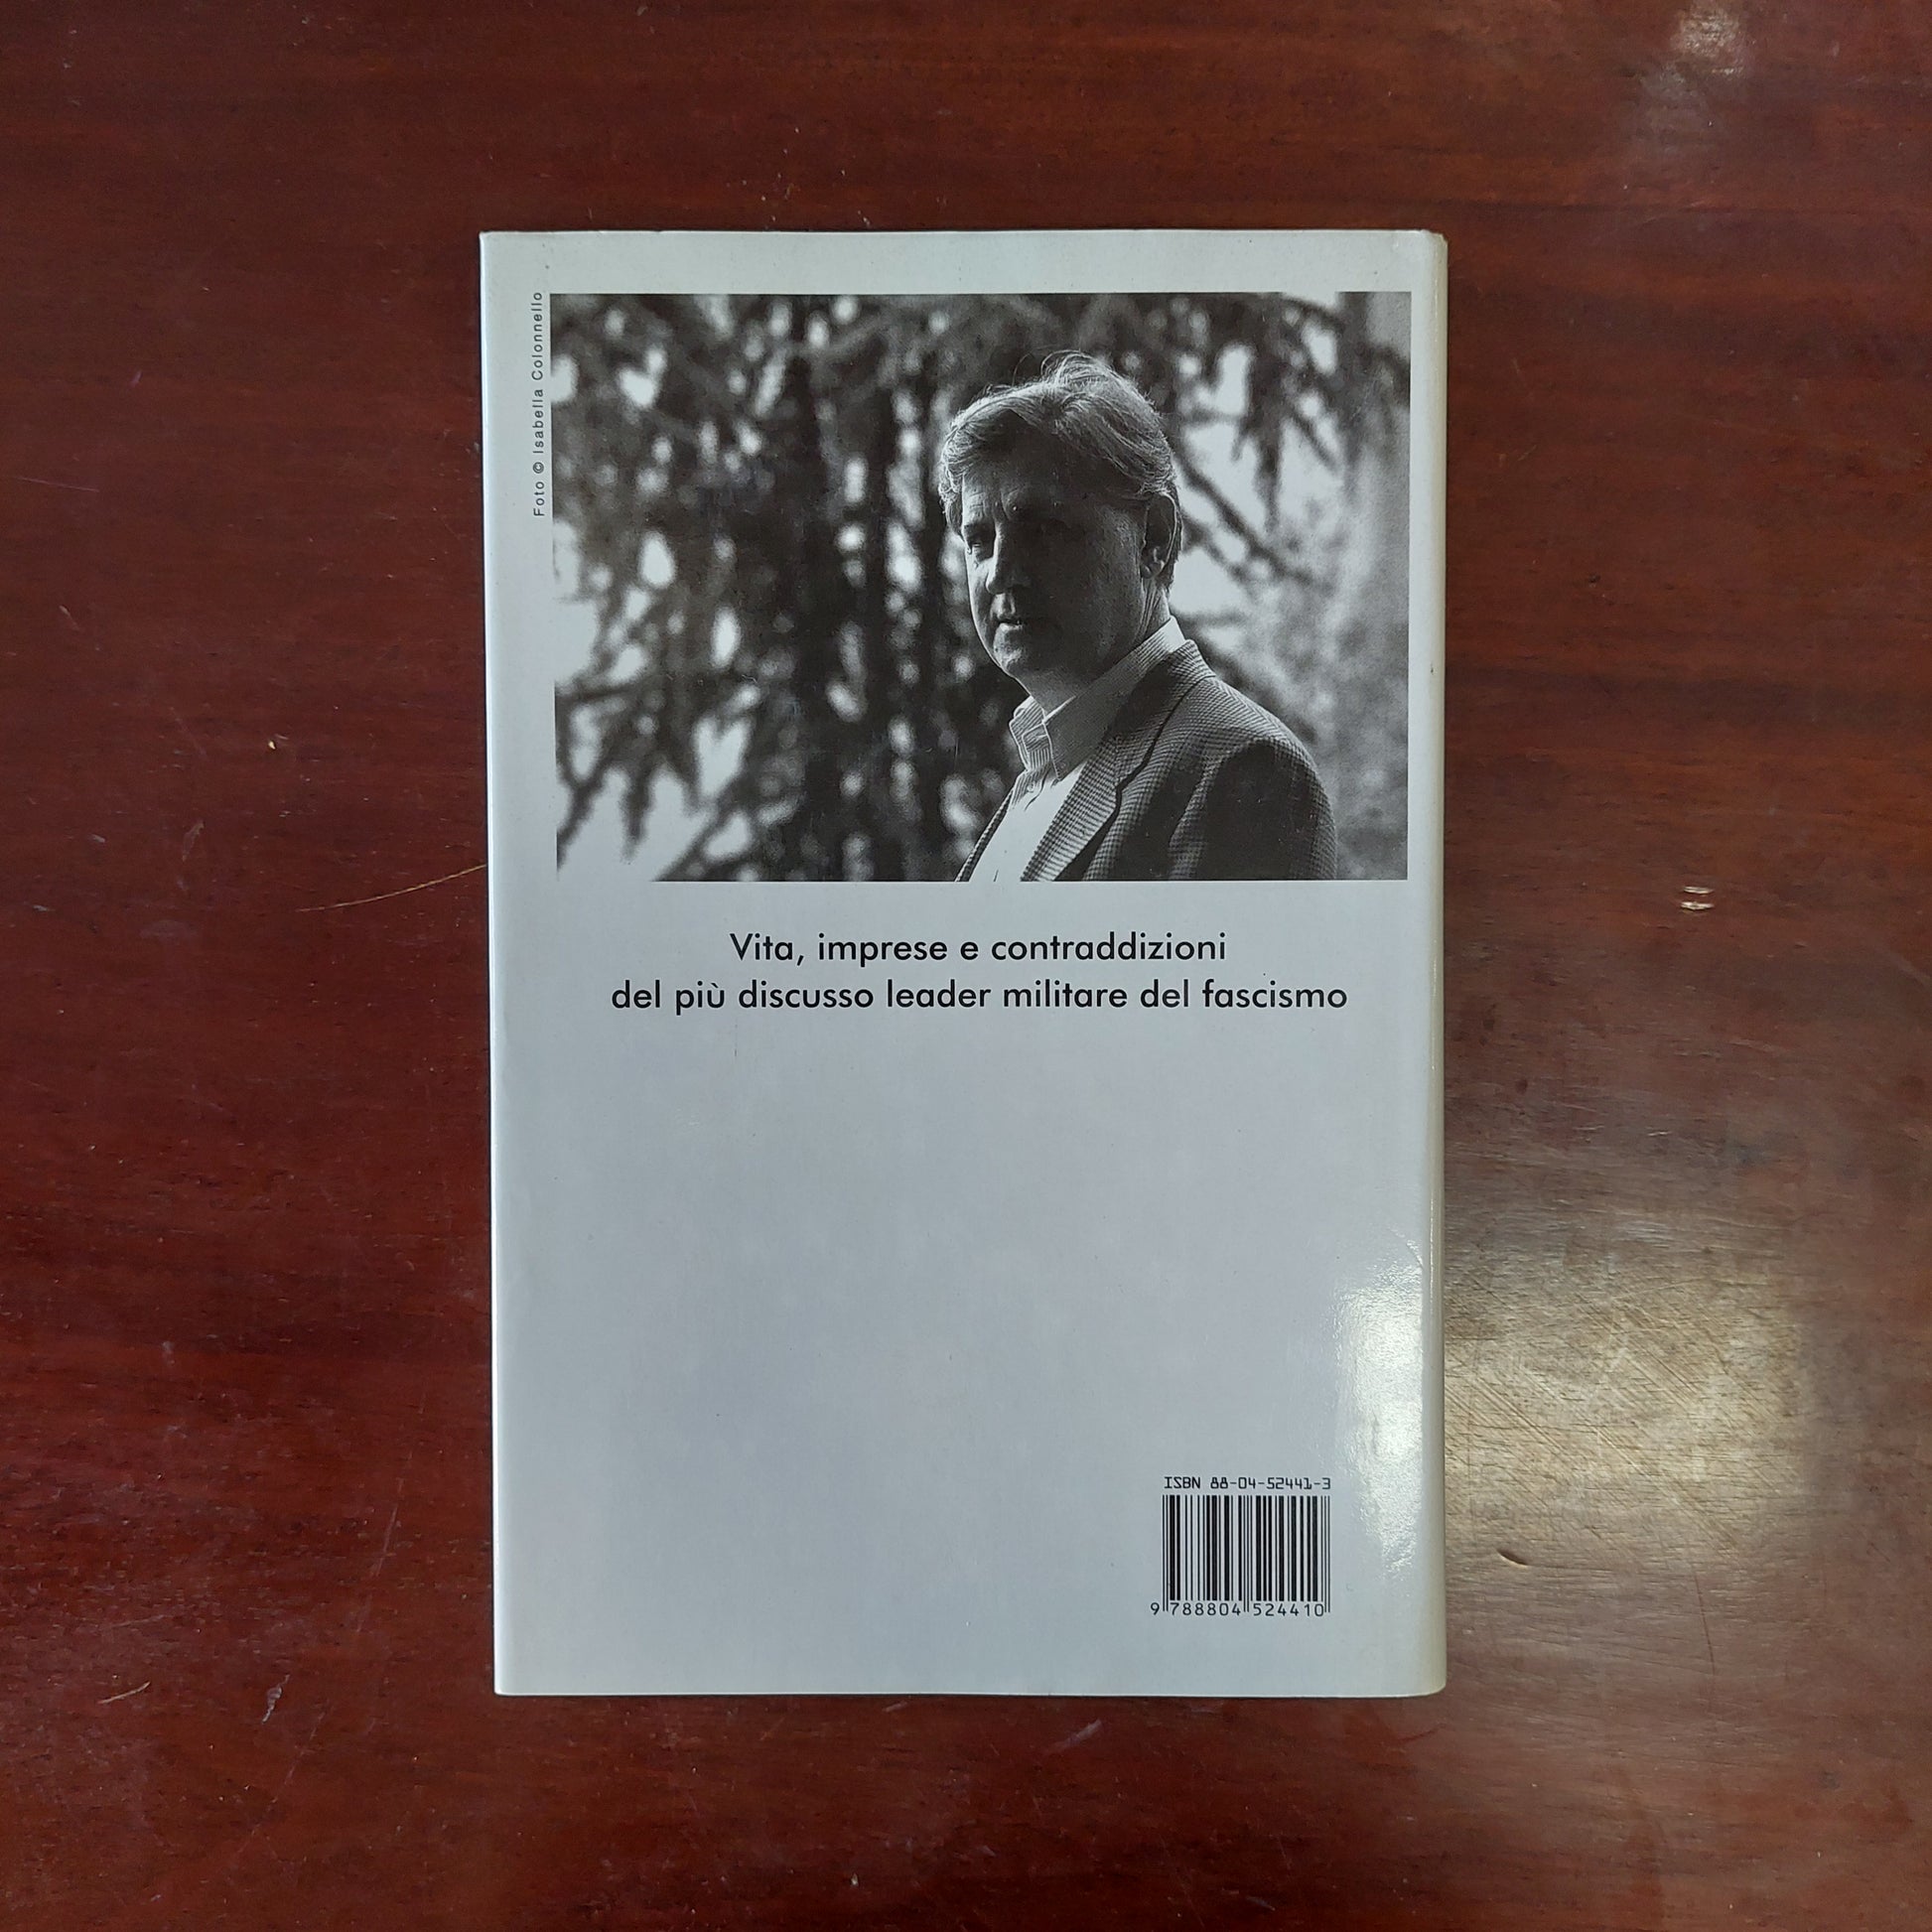 Foto © Isabella Colonnello
Vita, imprese e contraddizioni
del più discusso leader militare del fascismo
ISBN 88-04-52441-3
9 788804 524410